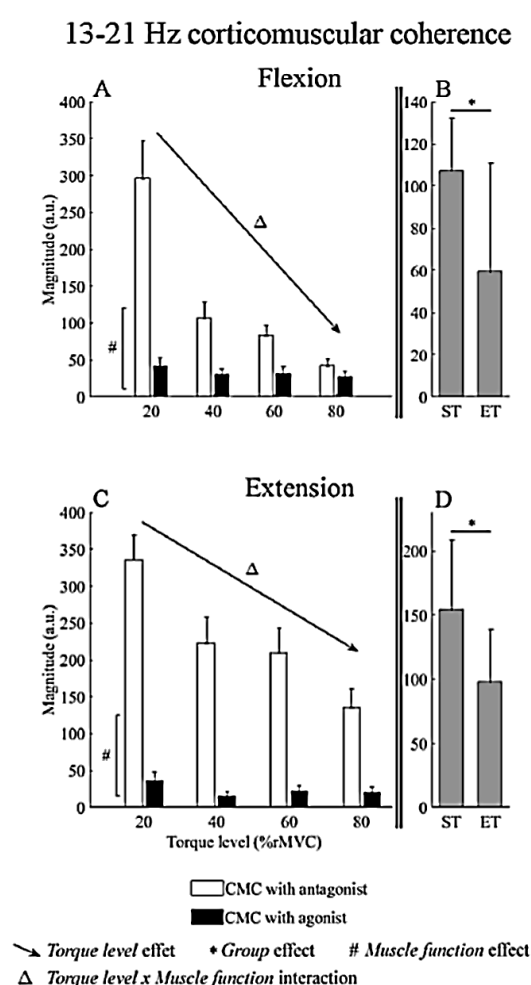 13-21 Hz corticomuscular coherence
Flexion
A
B
400
350
300
250
200
150
100
50
0
Magnitude (a.u.)
Δ
#
20 40 60 80
140
120
100
80
60
40
20
0
*
ST ET
Extension
C
D
400
350
300
250
200
150
100
50
0
Magnitude (a.u.)
Δ
#
20 40 60 80
Torque level (%rMVC)
200
150
100
50
0
*
ST ET
CMC with antagonist
CMC with agonist
Torque level effet * Group effect # Muscle function effect
Δ Torque level x Muscle function interaction